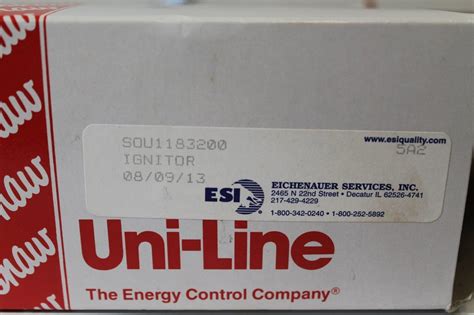 SOU1183200
IGNITOR
08/09/13
www.esiquality.com
5A2
ESI
EICHENAUER SERVICES, INC.
2465 N 22nd Street • Decatur IL 62526-4741
217-429-4229
1-800-342-0240 • 1-800-252-5892
Uni-Line
The Energy Control Company®